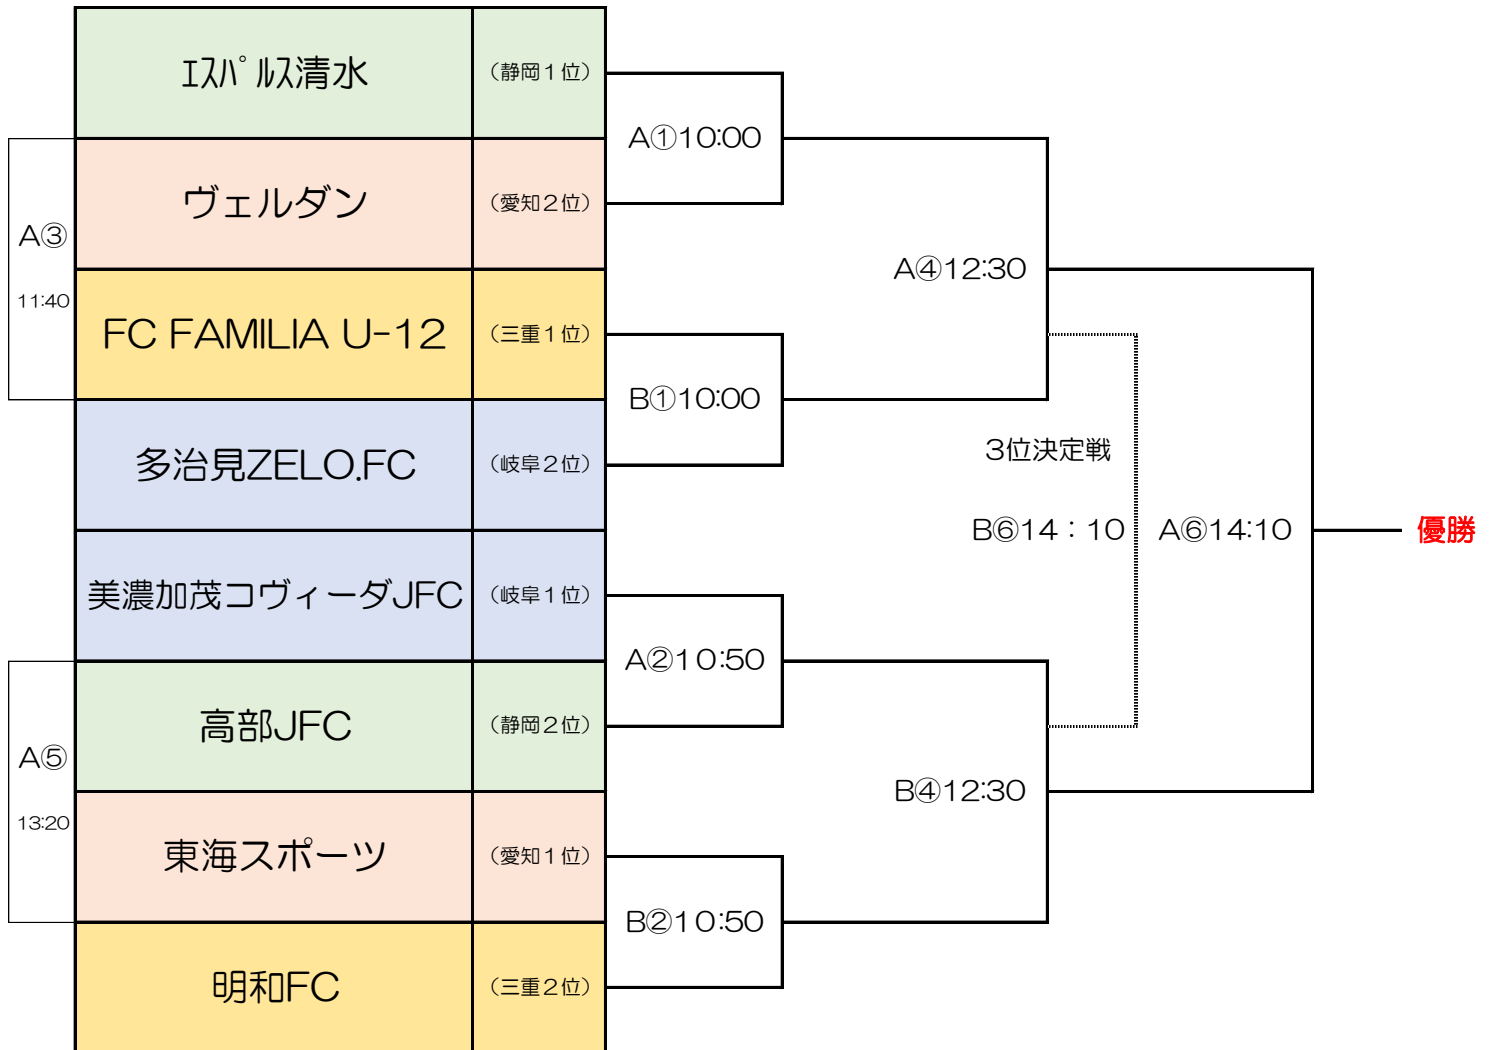 ｴｽﾊﾟﾙｽ清水 （静岡１位）
A①10:00
ヴェルダン （愛知２位）
A③
11:40
A④12:30
FC FAMILIA U-12 （三重１位）
B①10:00
多治見ZELO.FC （岐阜２位）
3位決定戦
B⑥14：10
A⑥14:10
優勝
美濃加茂コヴィーダJFC （岐阜１位）
A②10:50
高部JFC （静岡２位）
A⑤
13:20
B④12:30
東海スポーツ （愛知１位）
B②10:50
明和FC （三重２位）